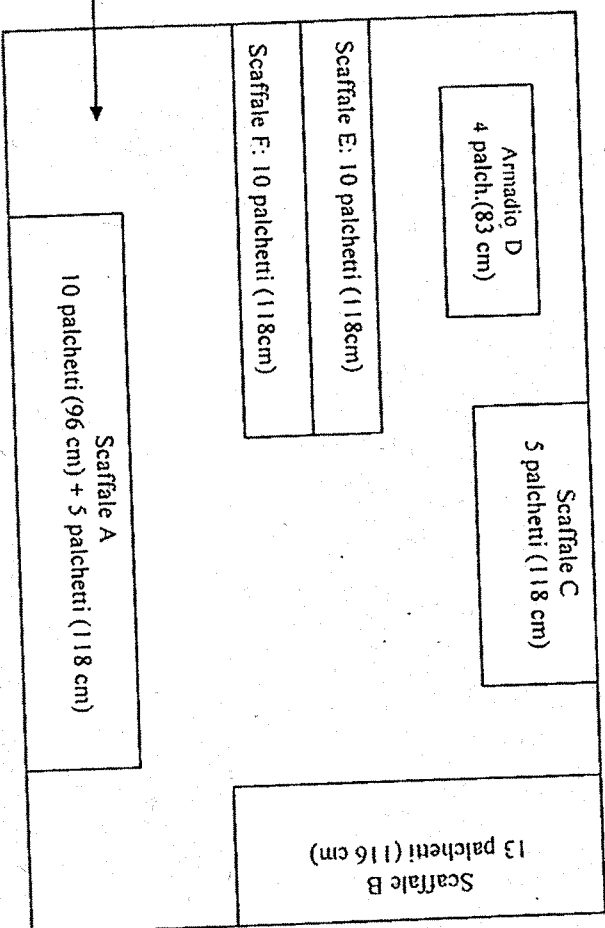 Armadio D
4 palch.(83 cm)
Scaffale C
5 palchetti (118 cm)
Scaffale E: 10 palchetti (118cm)
Scaffale F: 10 palchetti (118cm)
Scaffale A
10 palchetti (96 cm) + 5 palchetti (118 cm)
Scaffale B
13 palchetti (116 cm)